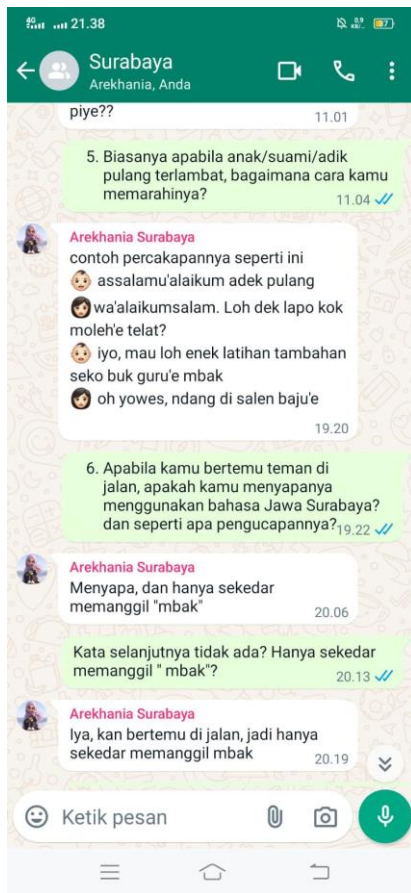 4G 21.38 0,9 KB/.. 37
Surabaya
Arekhania, Anda
piye??
11.01
5. Biasanya apabila anak/suami/adik
pulang terlambat, bagaimana cara kamu
memarahinya?
11.04
Arekhania Surabaya
contoh percakapannya seperti ini
👶 assalamu'alaikum adek pulang
👩 wa'alaikumsalam. Loh dek lapo kok
moleh'e telat?
👶 iyo, mau loh enek latihan tambahan
seko buk guru'e mbak
👩 oh yowes, ndang di salen baju'e
19.20
6. Apabila kamu bertemu teman di
jalan, apakah kamu menyapanya
menggunakan bahasa Jawa Surabaya?
dan seperti apa pengucapannya?
19.22
Arekhania Surabaya
Menyapa, dan hanya sekedar
memanggil "mbak"
20.06
Kata selanjutnya tidak ada? Hanya sekedar
memanggil " mbak"?
20.13
Arekhania Surabaya
Iya, kan bertemu di jalan, jadi hanya
sekedar memanggil mbak
20.19
Ketik pesan